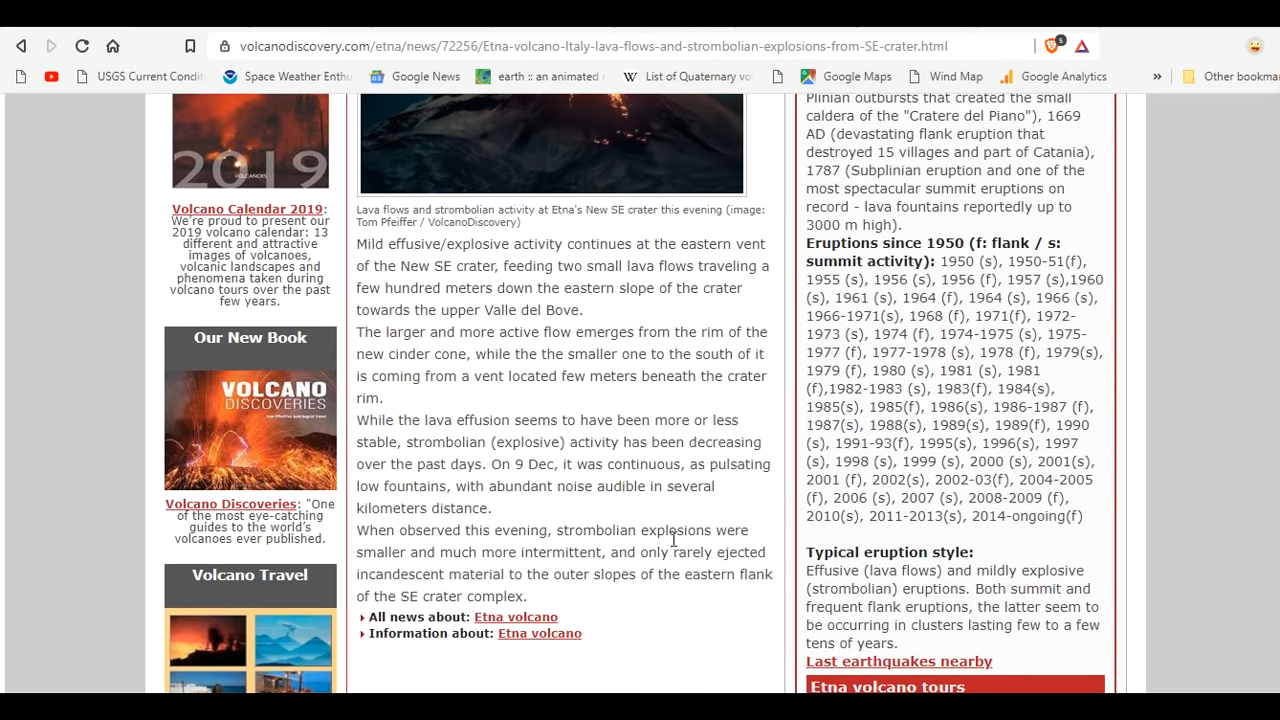 volcanodiscovery.com/etna/news/72256/Etna-volcano-Italy-lava-flows-and-strombolian-explosions-from-SE-crater.html
5
USGS Current Condit
Space Weather Enthu
Google News
earth :: an animated
List of Quaternary vo
Google Maps
Wind Map
Google Analytics
»
Other bookma
2019
VOLCANOES
Volcano Calendar 2019:
We're proud to present our
2019 volcano calendar: 13
different and attractive
images of volcanoes,
volcanic landscapes and
phenomena taken during
volcano tours over the past
few years.
Our New Book
VOLCANO
DISCOVERIES
Tom Pfeiffer and Ingrid Smet
Volcano Discoveries: "One
of the most eye-catching
guides to the world's
volcanoes ever published.
Volcano Travel
Lava flows and strombolian activity at Etna's New SE crater this evening (image:
Tom Pfeiffer / VolcanoDiscovery)
Mild effusive/explosive activity continues at the eastern vent
of the New SE crater, feeding two small lava flows traveling a
few hundred meters down the eastern slope of the crater
towards the upper Valle del Bove.
The larger and more active flow emerges from the rim of the
new cinder cone, while the the smaller one to the south of it
is coming from a vent located few meters beneath the crater
rim.
While the lava effusion seems to have been more or less
stable, strombolian (explosive) activity has been decreasing
over the past days. On 9 Dec, it was continuous, as pulsating
low fountains, with abundant noise audible in several
kilometers distance.
When observed this evening, strombolian explosions were
smaller and much more intermittent, and only rarely ejected
incandescent material to the outer slopes of the eastern flank
of the SE crater complex.
All news about: Etna volcano
Information about: Etna volcano
Plinian outbursts that created the small
caldera of the "Cratere del Piano"), 1669
AD (devastating flank eruption that
destroyed 15 villages and part of Catania),
1787 (Subplinian eruption and one of the
most spectacular summit eruptions on
record - lava fountains reportedly up to
3000 m high).
Eruptions since 1950 (f: flank / s:
summit activity): 1950 (s), 1950-51(f),
1955 (s), 1956 (s), 1956 (f), 1957 (s),1960
(s), 1961 (s), 1964 (f), 1964 (s), 1966 (s),
1966-1971(s), 1968 (f), 1971(f), 1972-
1973 (s), 1974 (f), 1974-1975 (s), 1975-
1977 (f), 1977-1978 (s), 1978 (f), 1979(s),
1979 (f), 1980 (s), 1981 (s), 1981
(f),1982-1983 (s), 1983(f), 1984(s),
1985(s), 1985(f), 1986(s), 1986-1987 (f),
1987(s), 1988(s), 1989(s), 1989(f), 1990
(s), 1991-93(f), 1995(s), 1996(s), 1997
(s), 1998 (s), 1999 (s), 2000 (s), 2001(s),
2001 (f), 2002(s), 2002-03(f), 2004-2005
(f), 2006 (s), 2007 (s), 2008-2009 (f),
2010(s), 2011-2013(s), 2014-ongoing(f)
Typical eruption style:
Effusive (lava flows) and mildly explosive
(strombolian) eruptions. Both summit and
frequent flank eruptions, the latter seem to
be occurring in clusters lasting few to a few
tens of years.
Last earthquakes nearby
Etna volcano tours